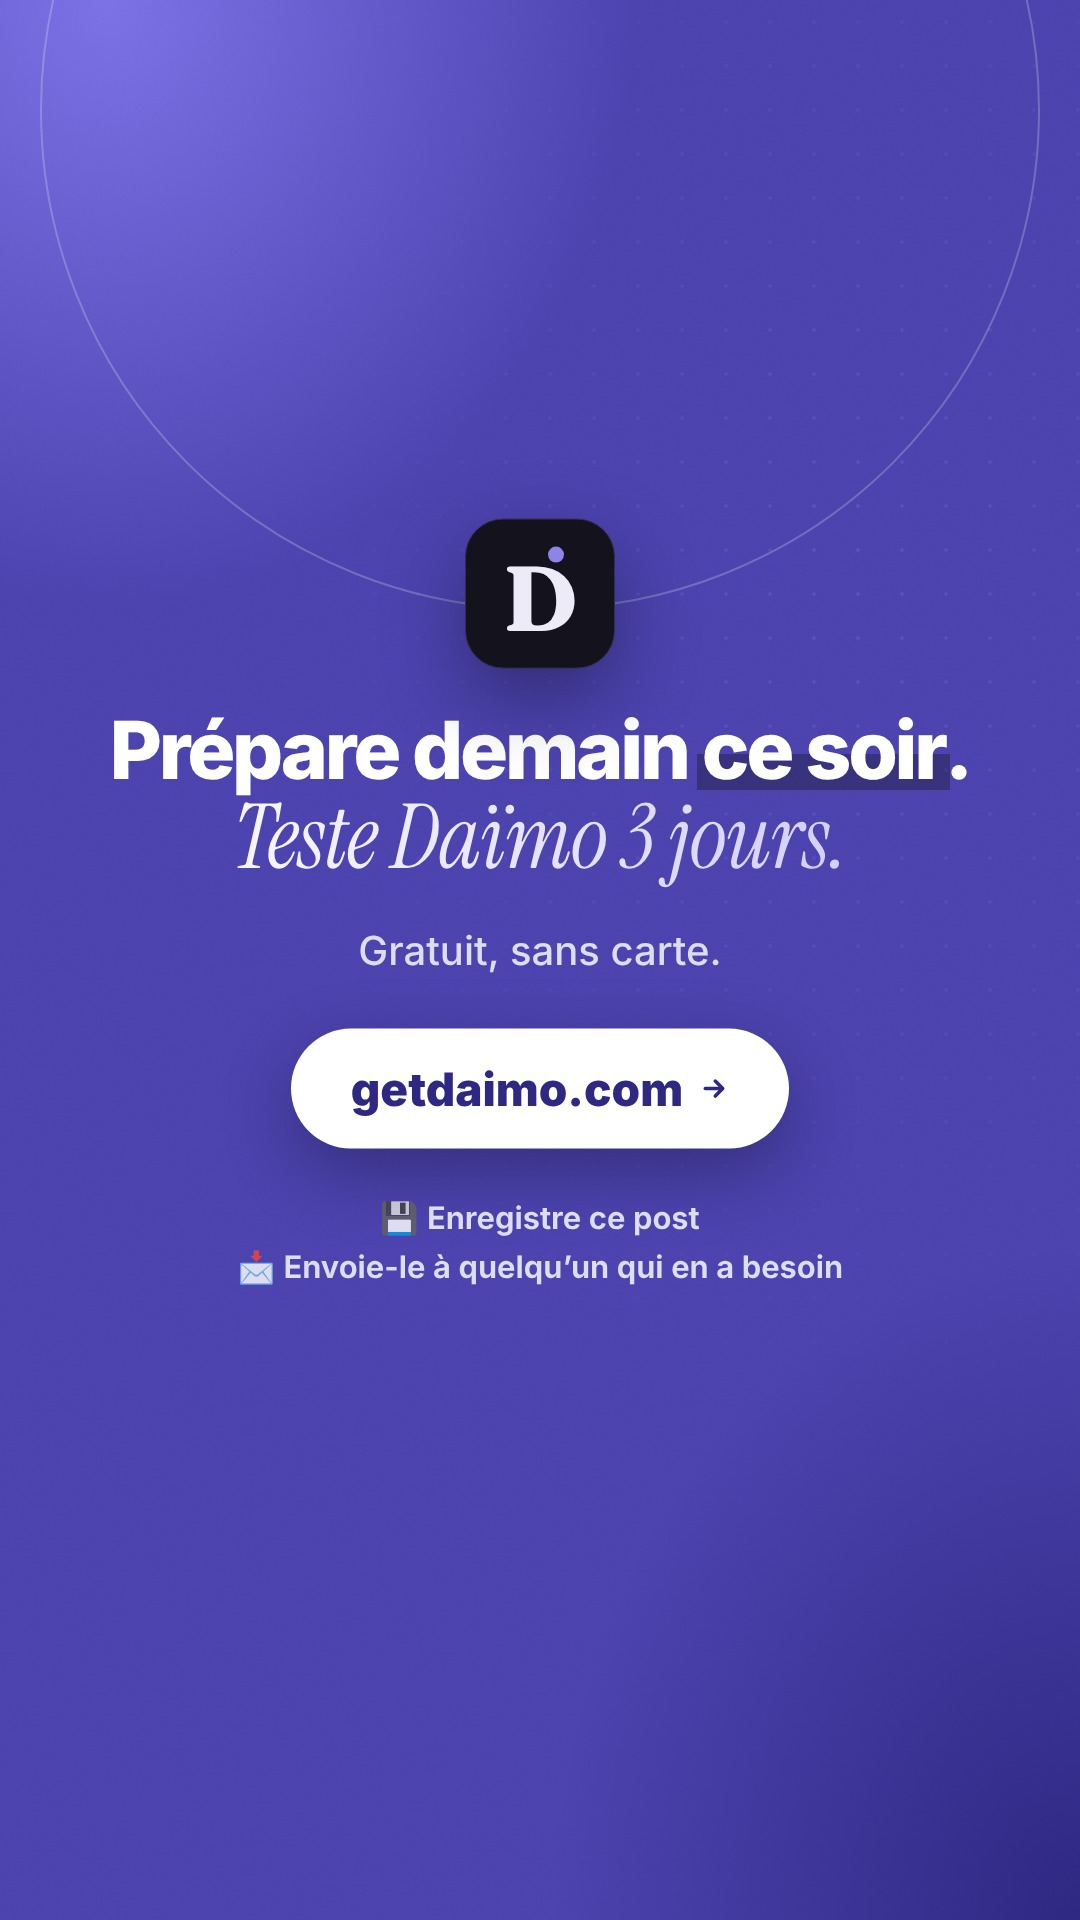 D
Prépare demain ce soir.
Teste Daïmo 3 jours.
Gratuit, sans carte.
getdaimo.com →
💾 Enregistre ce post
📩 Envoie-le à quelqu’un qui en a besoin